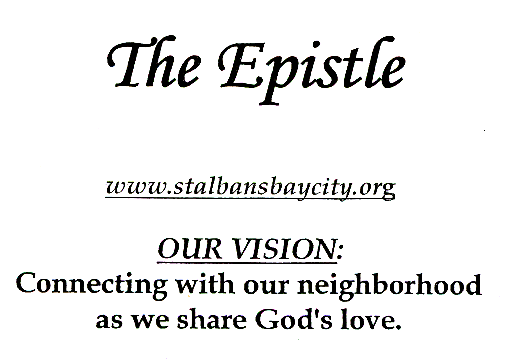 The Epistle
www.stalbansbaycity.org
OUR VISION:
Connecting with our neighborhood
as we share God's love.